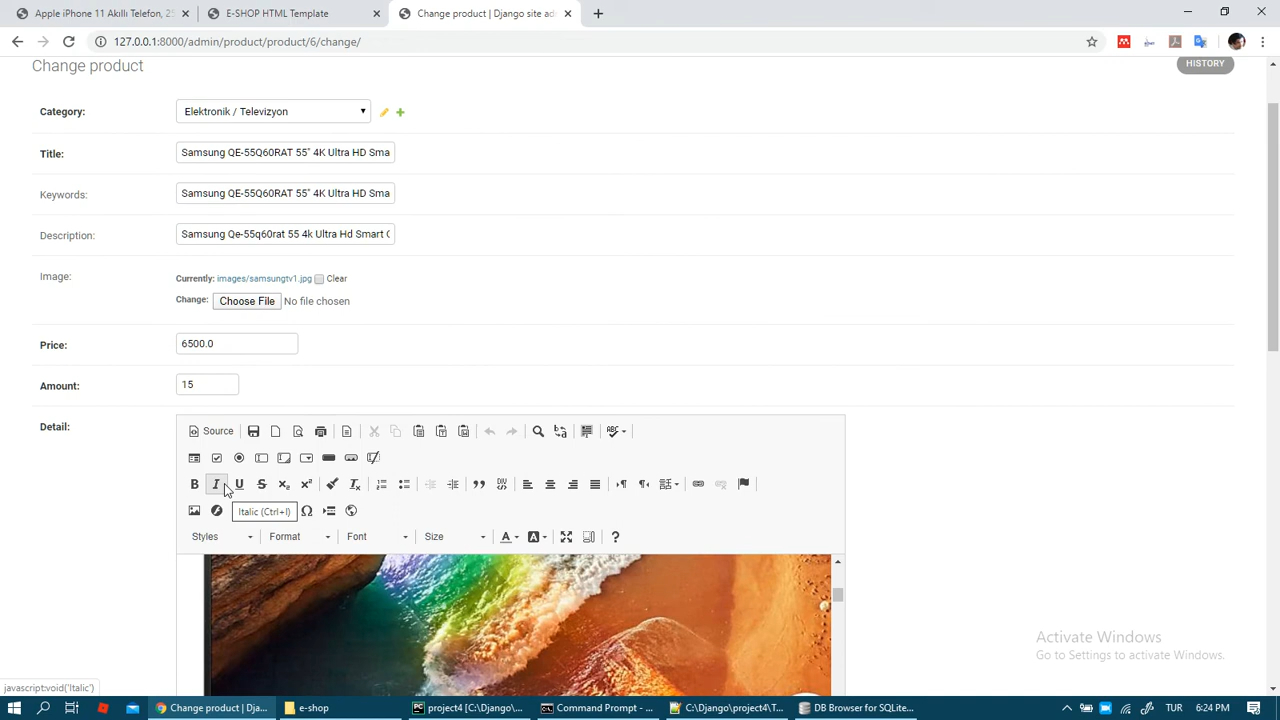 Apple iPhone 11 Akıllı Telefon, 25
E-SHOP HTML Template
Change product | Django site ad
127.0.0.1:8000/admin/product/product/6/change/
Change product
HISTORY
Category:
Elektronik / Televizyon
Title:
Samsung QE-55Q60RAT 55" 4K Ultra HD Sma
Keywords:
Samsung QE-55Q60RAT 55" 4K Ultra HD Sma
Description:
Samsung Qe-55q60rat 55 4k Ultra Hd Smart
Image:
Currently: images/samsungtv1.jpg Clear
Change: Choose File No file chosen
Price:
6500.0
Amount:
15
Detail:
Source
B I U S x₂ x²
Italic (Ctrl+I)
Styles Format Font Size A A ?
Activate Windows
Go to Settings to activate Windows.
javascript:void('Italic')
Change product | Dja...
e-shop
project4 [C:\Django\...
Command Prompt - ...
C:\Django\project4\T...
DB Browser for SQLite...
TUR
6:24 PM